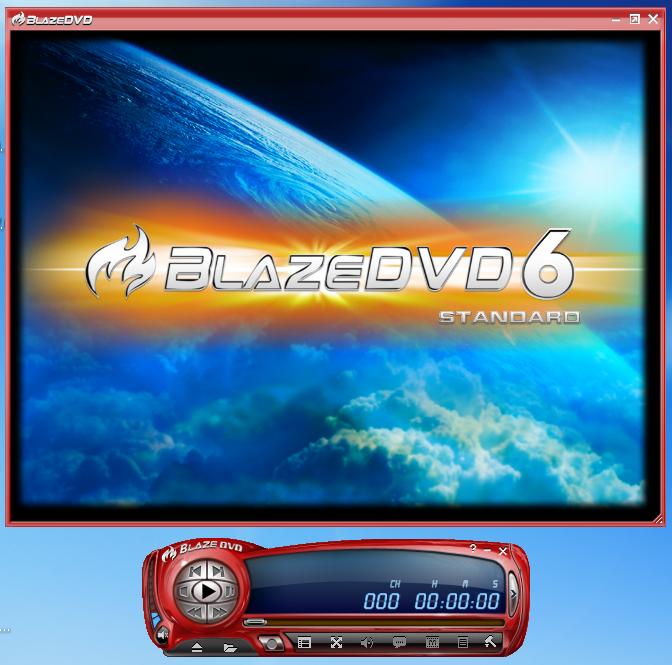 BLAZEDVD
BLAZEDVD 6
STANDARD
BLAZE DVD
?
CH H M S
000 00:00:00
...